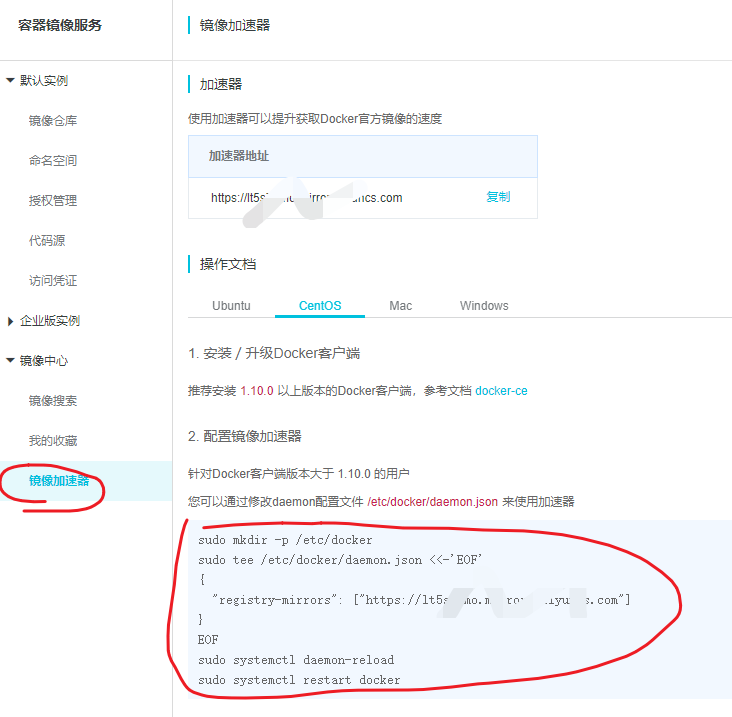 容器镜像服务
默认实例
镜像仓库
命名空间
授权管理
代码源
访问凭证
企业版实例
镜像中心
镜像搜索
我的收藏
镜像加速器
镜像加速器
加速器
使用加速器可以提升获取Docker官方镜像的速度
加速器地址
https://lt5s
复制
操作文档
Ubuntu CentOS Mac Windows
1. 安装 / 升级Docker客户端
推荐安装 1.10.0 以上版本的Docker客户端，参考文档 docker-ce
2. 配置镜像加速器
针对Docker客户端版本大于 1.10.0 的用户
您可以通过修改daemon配置文件 /etc/docker/daemon.json 来使用加速器
sudo mkdir -p /etc/docker
sudo tee /etc/docker/daemon.json <<-'EOF'
{
"registry-mirrors": ["https://lt5s
}
EOF
sudo systemctl daemon-reload
sudo systemctl restart docker